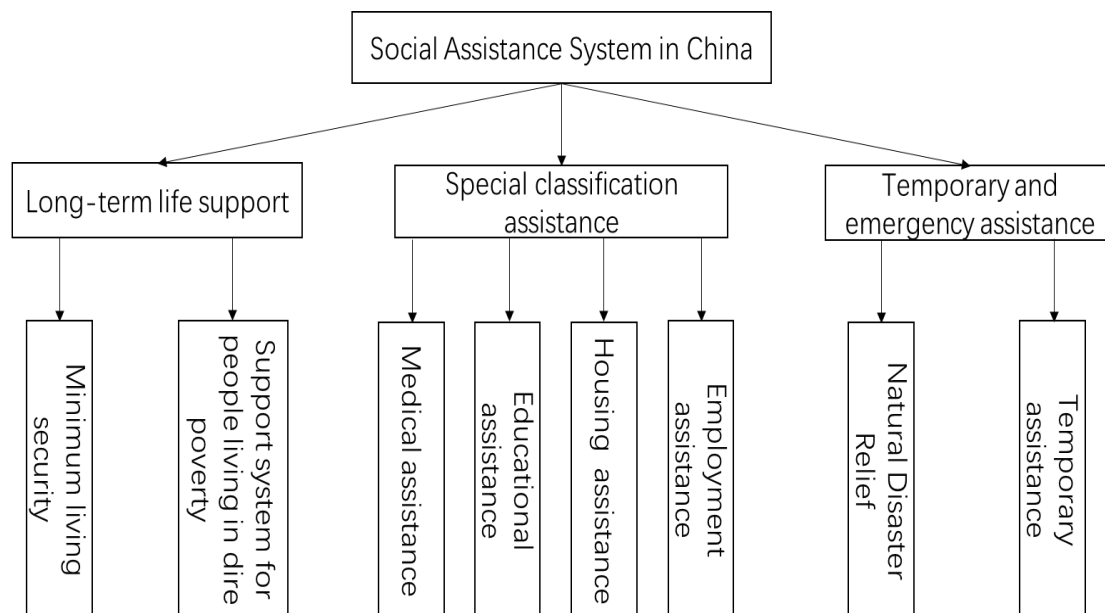 Social Assistance System in China
Long-term life support
Special classification
assistance
Temporary and
emergency assistance
Minimum living
security
Support system for
people living in dire
poverty
Medical assistance
Educational
assistance
Housing assistance
Employment
assistance
Natural Disaster
Relief
Temporary
assistance